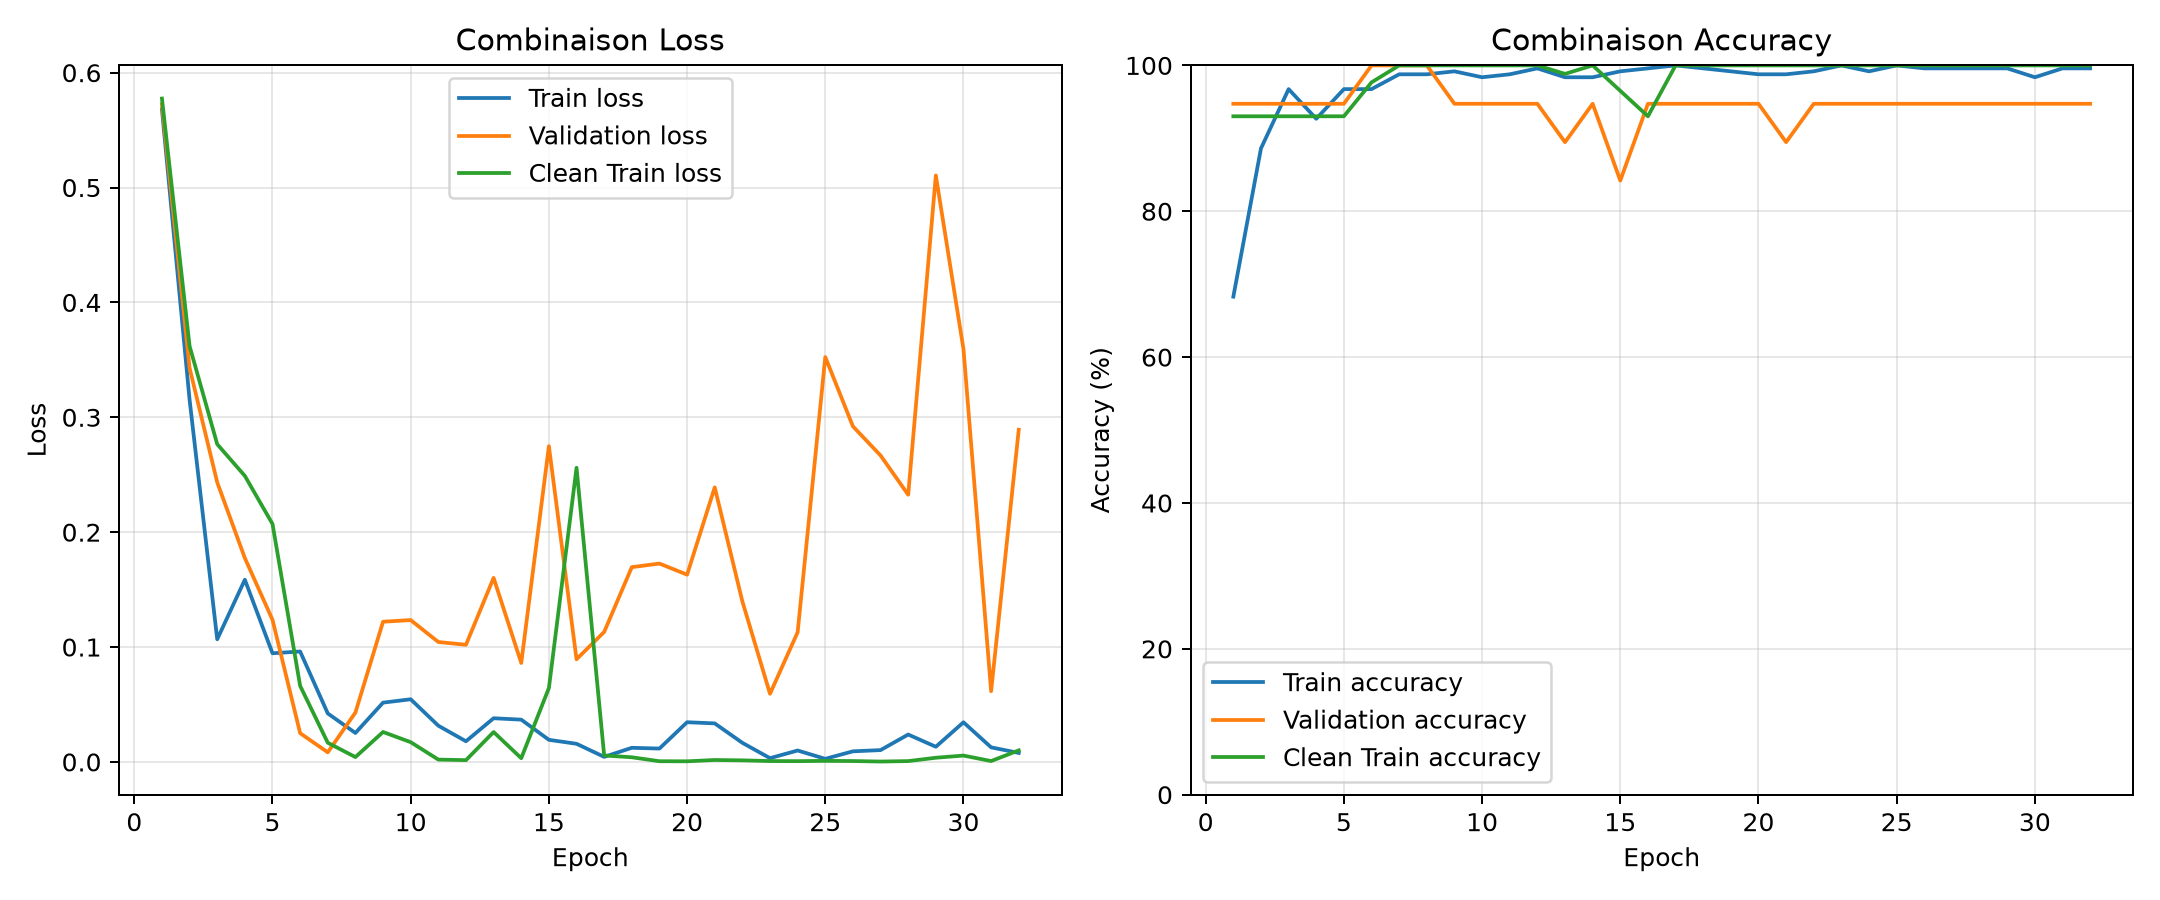 Combinaison Loss
0.6
0.5
0.4
0.3
0.2
0.1
0.0
Loss
Train loss
Validation loss
Clean Train loss
0 5 10 15 20 25 30
Epoch
Combinaison Accuracy
100
80
60
40
20
0
Accuracy (%)
Train accuracy
Validation accuracy
Clean Train accuracy
0 5 10 15 20 25 30
Epoch